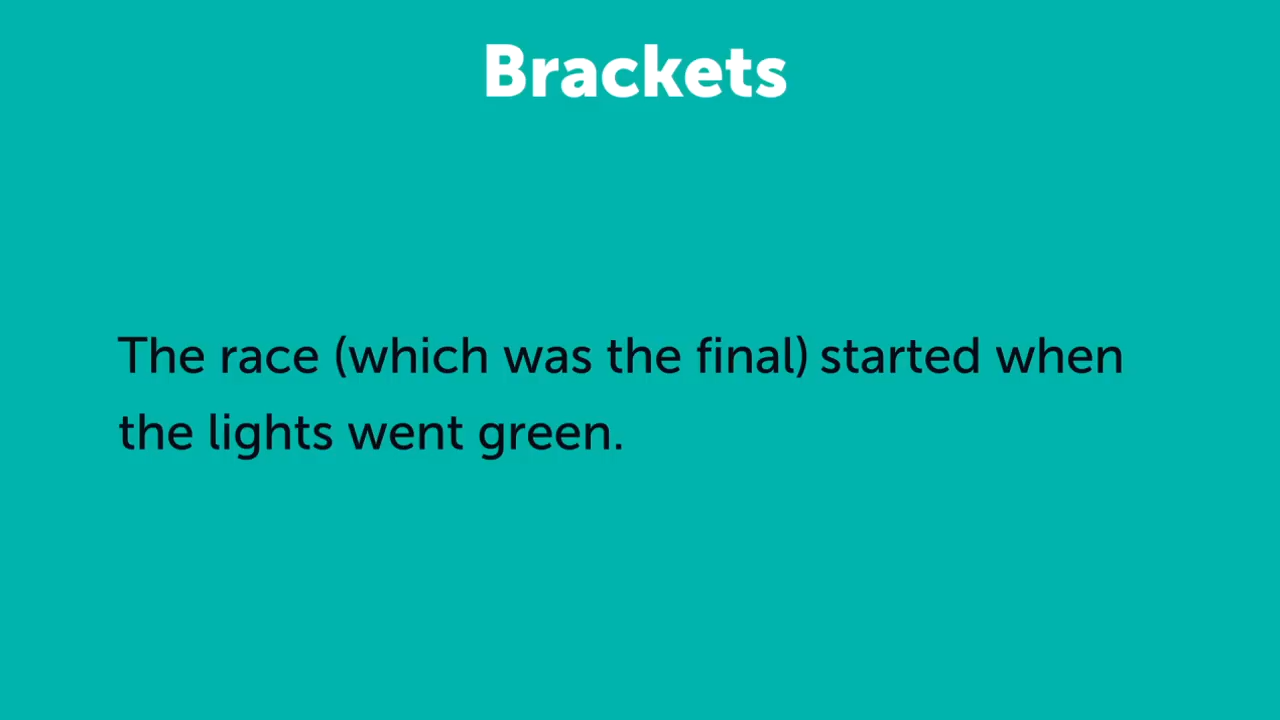 Brackets
The race (which was the final) started when
the lights went green.